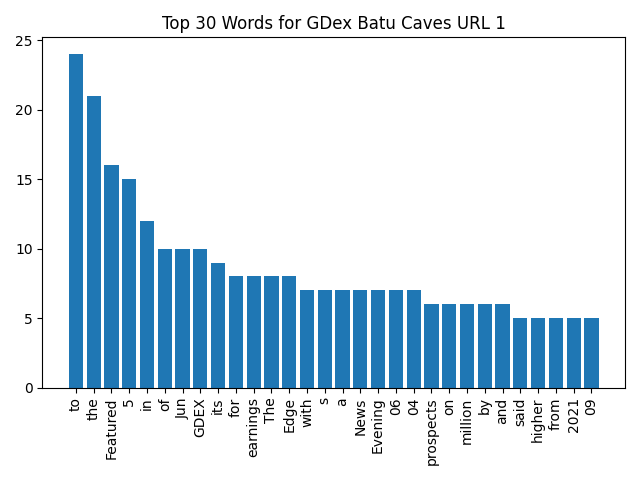 Top 30 Words for GDex Batu Caves URL 1
25
20
15
10
5
0
to
the
Featured
5
in
of
Jun
GDEX
its
for
earnings
The
Edge
with
s
a
News
Evening
06
04
prospects
on
million
by
and
said
higher
from
2021
09